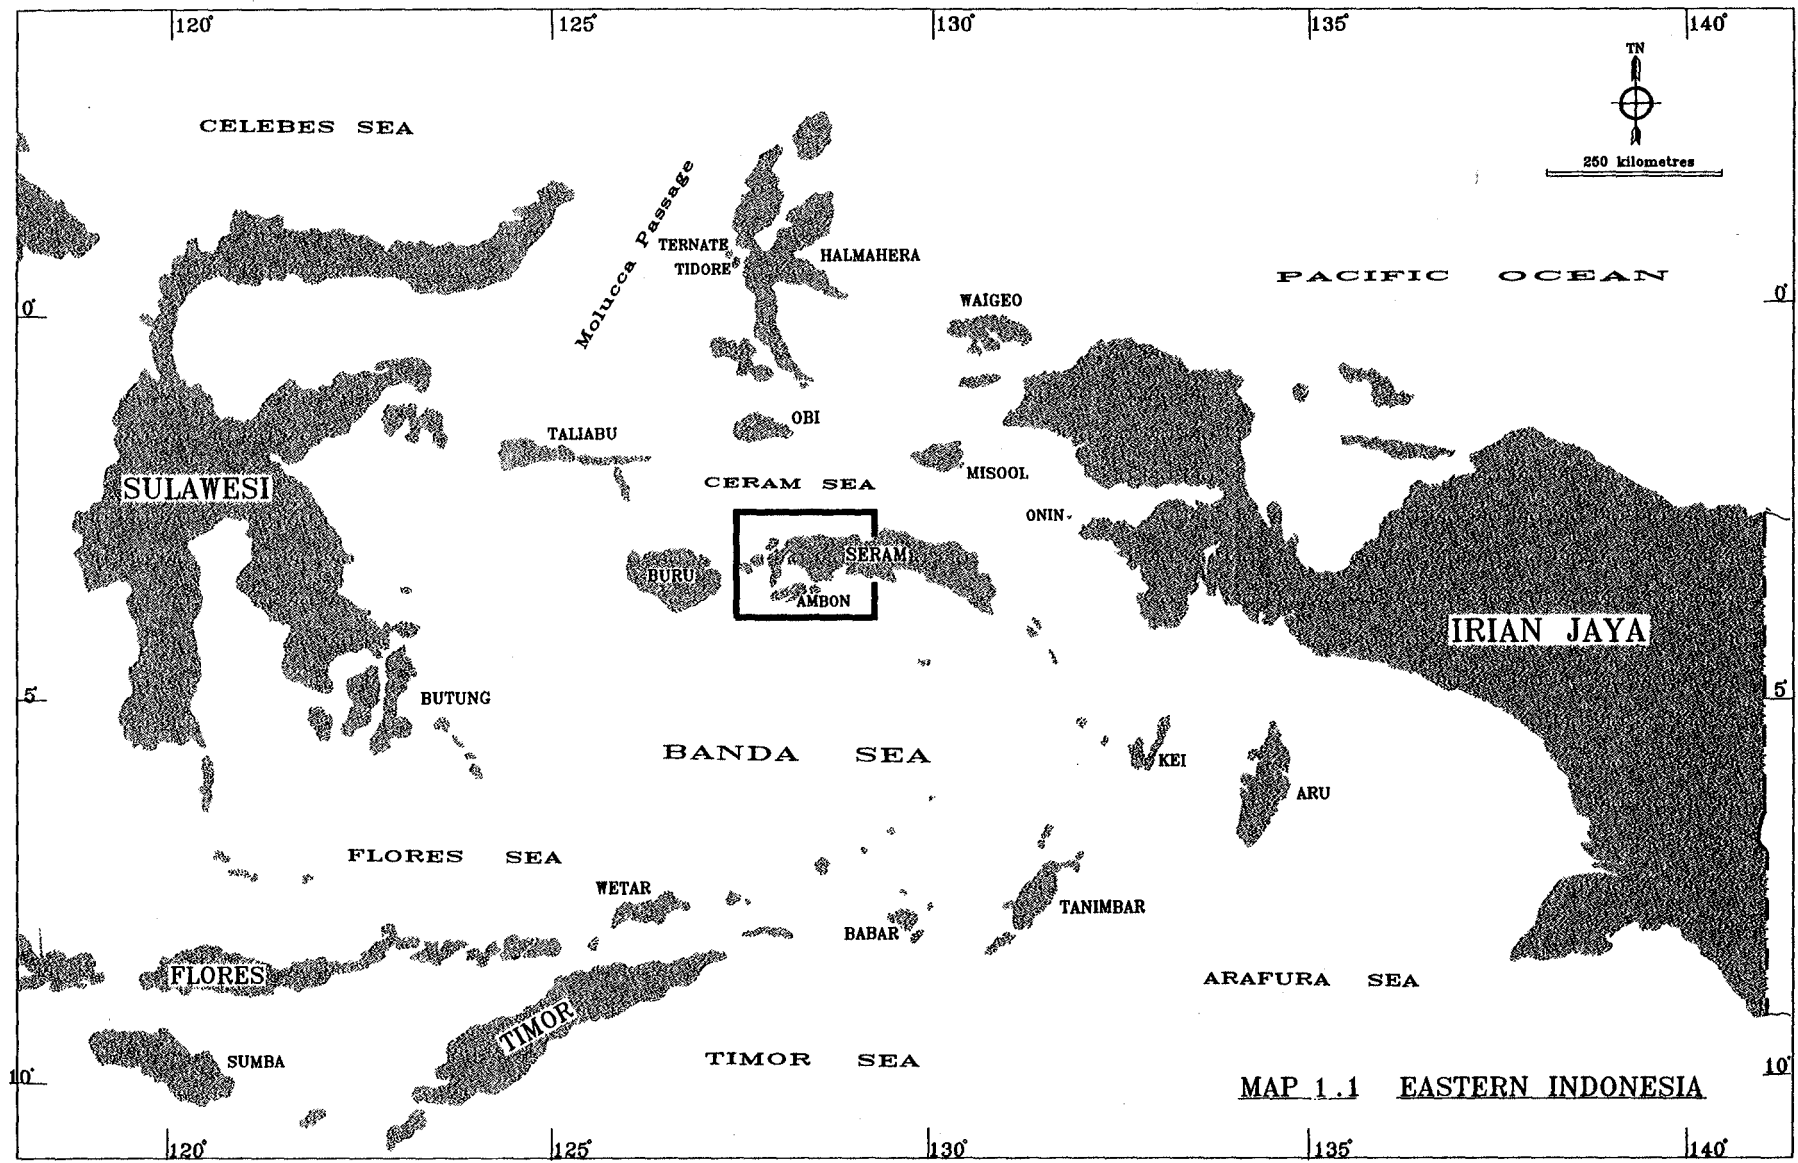 120° 125° 130° 135° 140°
TN
250 kilometres
CELEBES SEA
Molucca Passage
TERNATE
TIDORE
HALMAHERA
PACIFIC OCEAN
WAIGEO
0° 0°
OBI
TALIABU
MISOOL
CERAM SEA
SULAWESI
ONIN
SERAM
BURU
AMBON
IRIAN JAYA
BUTUNG
5° 5°
BANDA SEA
KEI
ARU
FLORES SEA
WETAR
TANIMBAR
BABAR
FLORES
ARAFURA SEA
TIMOR
SUMBA
TIMOR SEA
10° 10°
MAP 1.1 EASTERN INDONESIA
120° 125° 130° 135° 140°